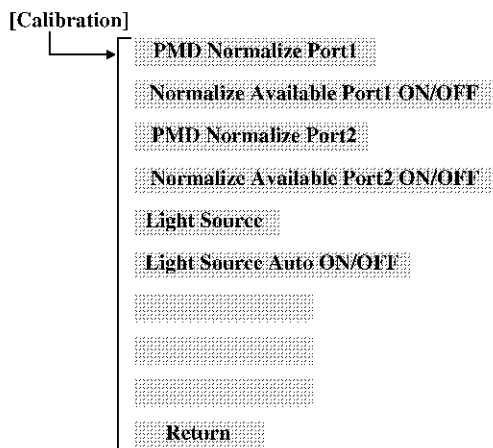 [Calibration]
PMD Normalize Port1
Normalize Available Port1 ON/OFF
PMD Normalize Port2
Normalize Available Port2 ON/OFF
Light Source
Light Source Auto ON/OFF
Return